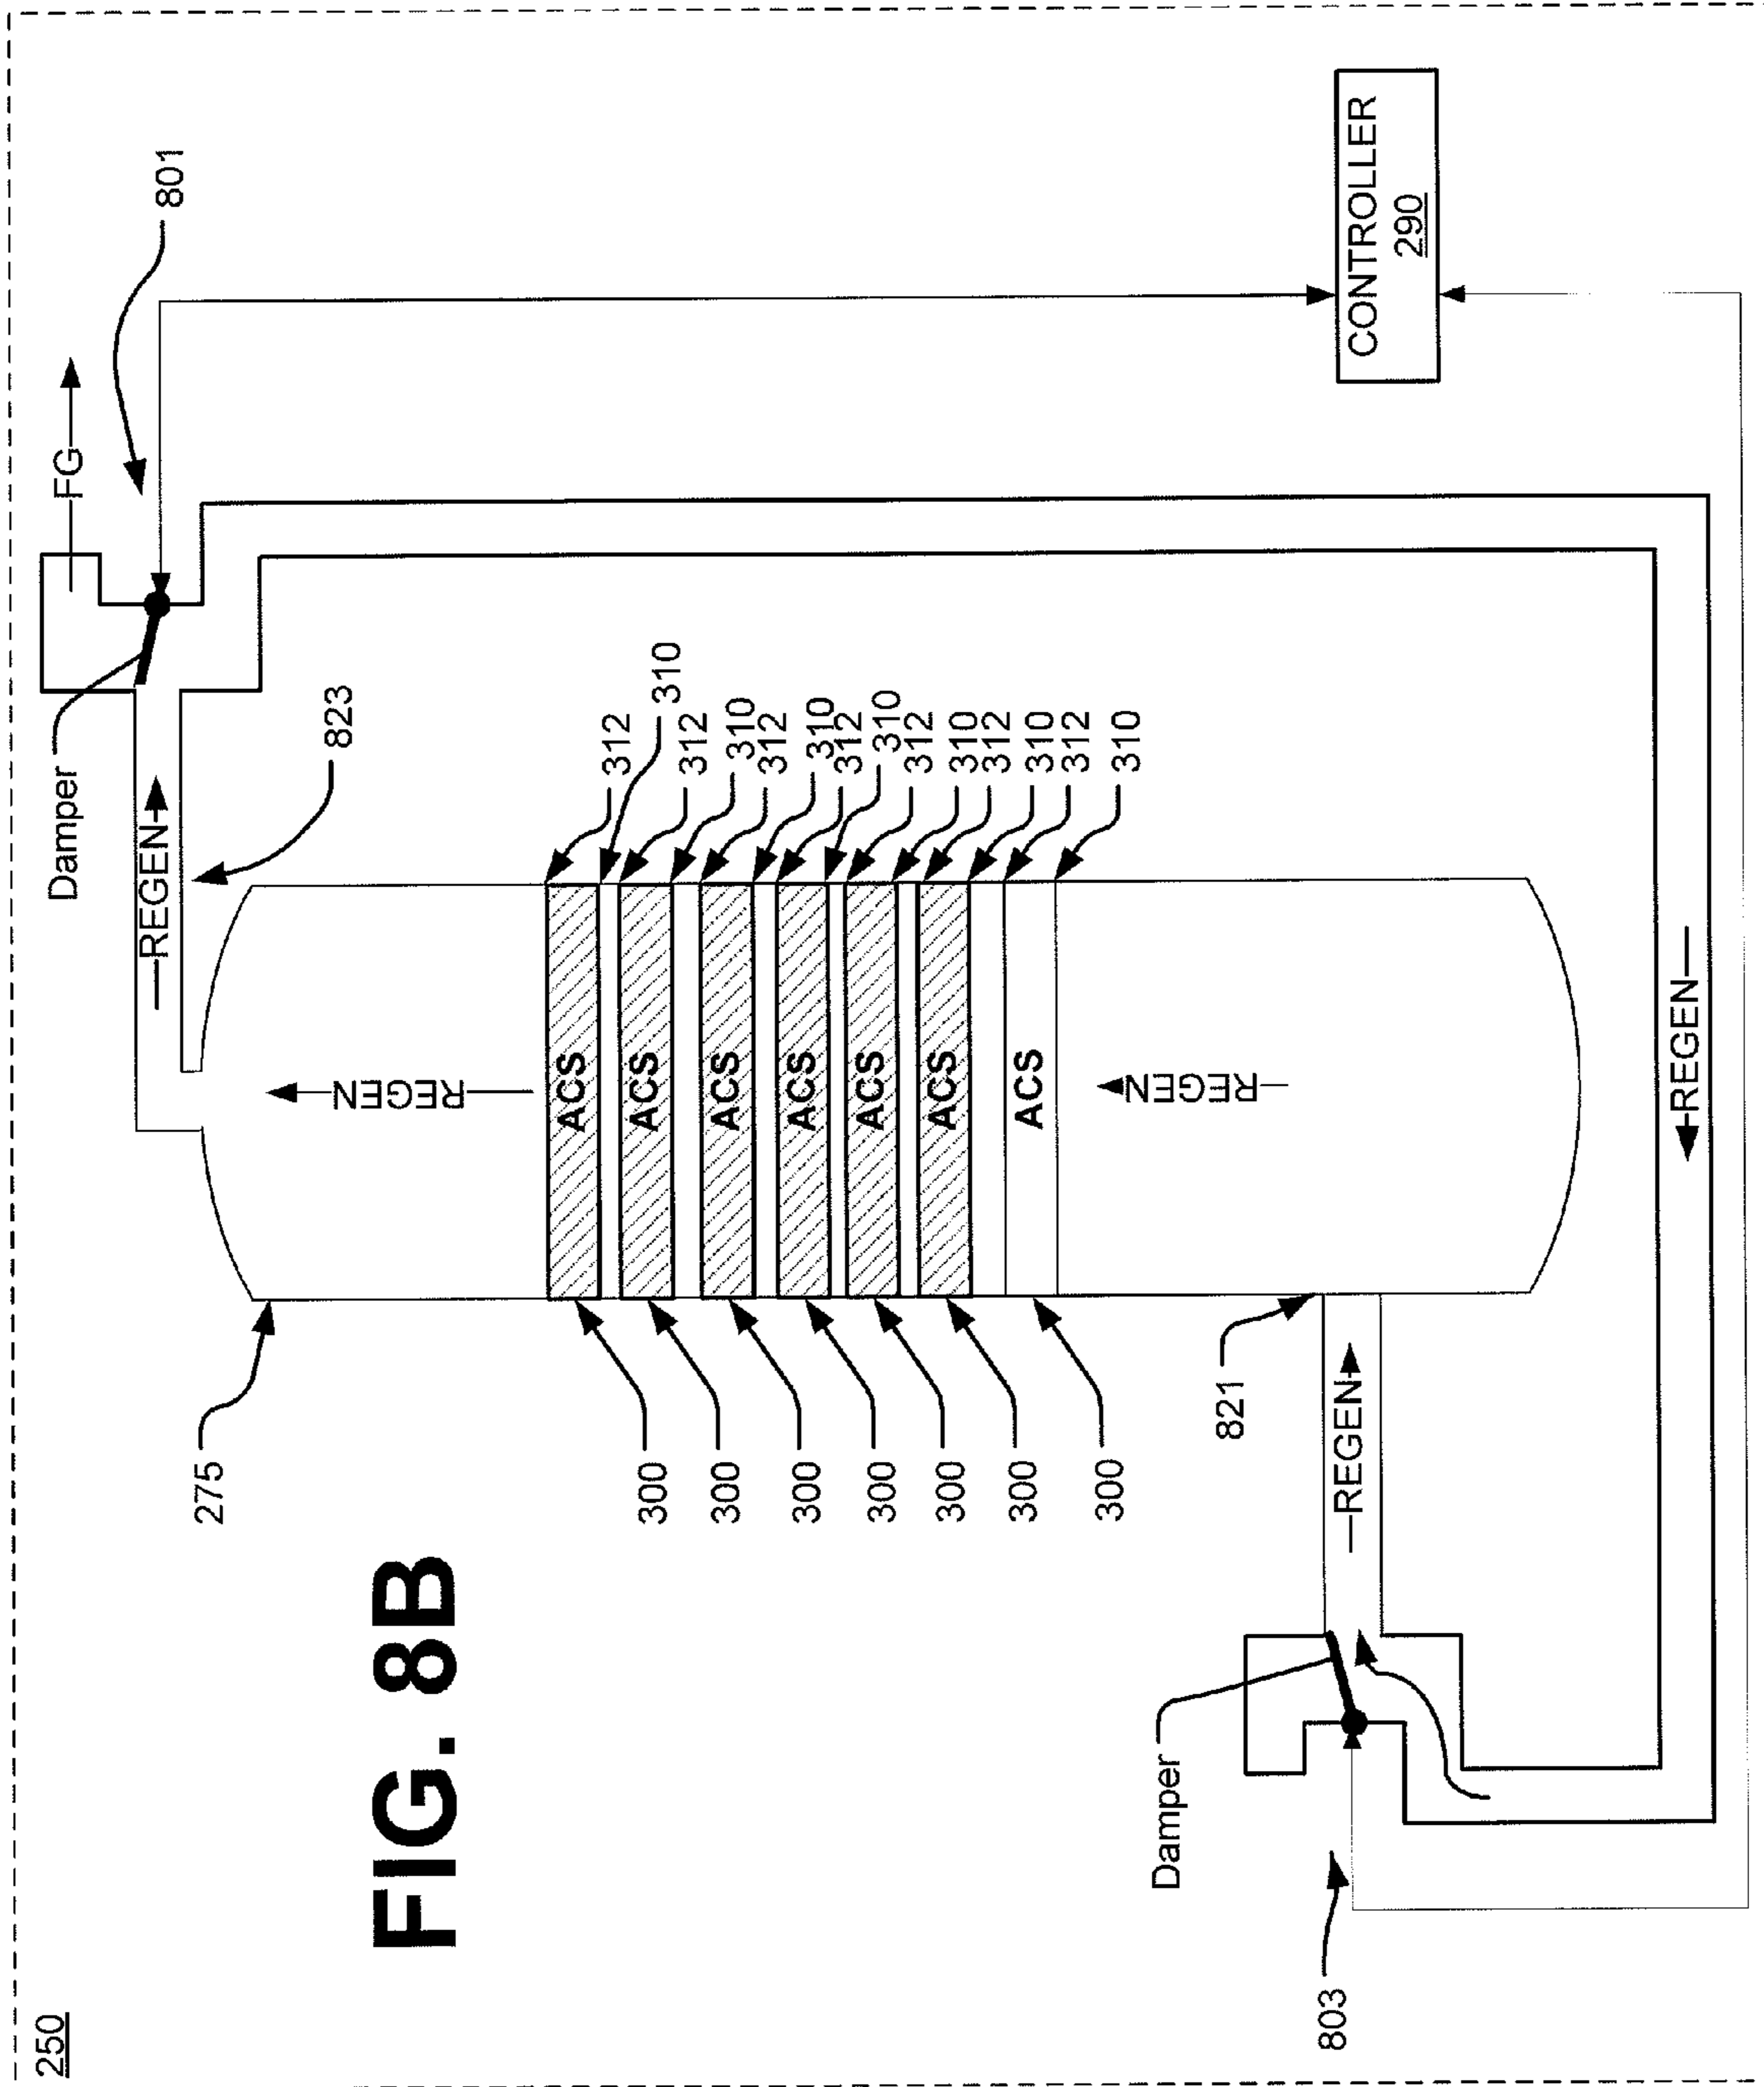 250
Damper
FG
REGEN
801
275
823
REGEN
FIG. 8B
ACS
ACS
ACS
ACS
ACS
ACS
ACS
300
300
300
300
300
300
300
312
310
312
310
312
310
312
310
312
310
312
310
312
310
Damper
821
REGEN
803
REGEN
CONTROLLER
290
REGEN